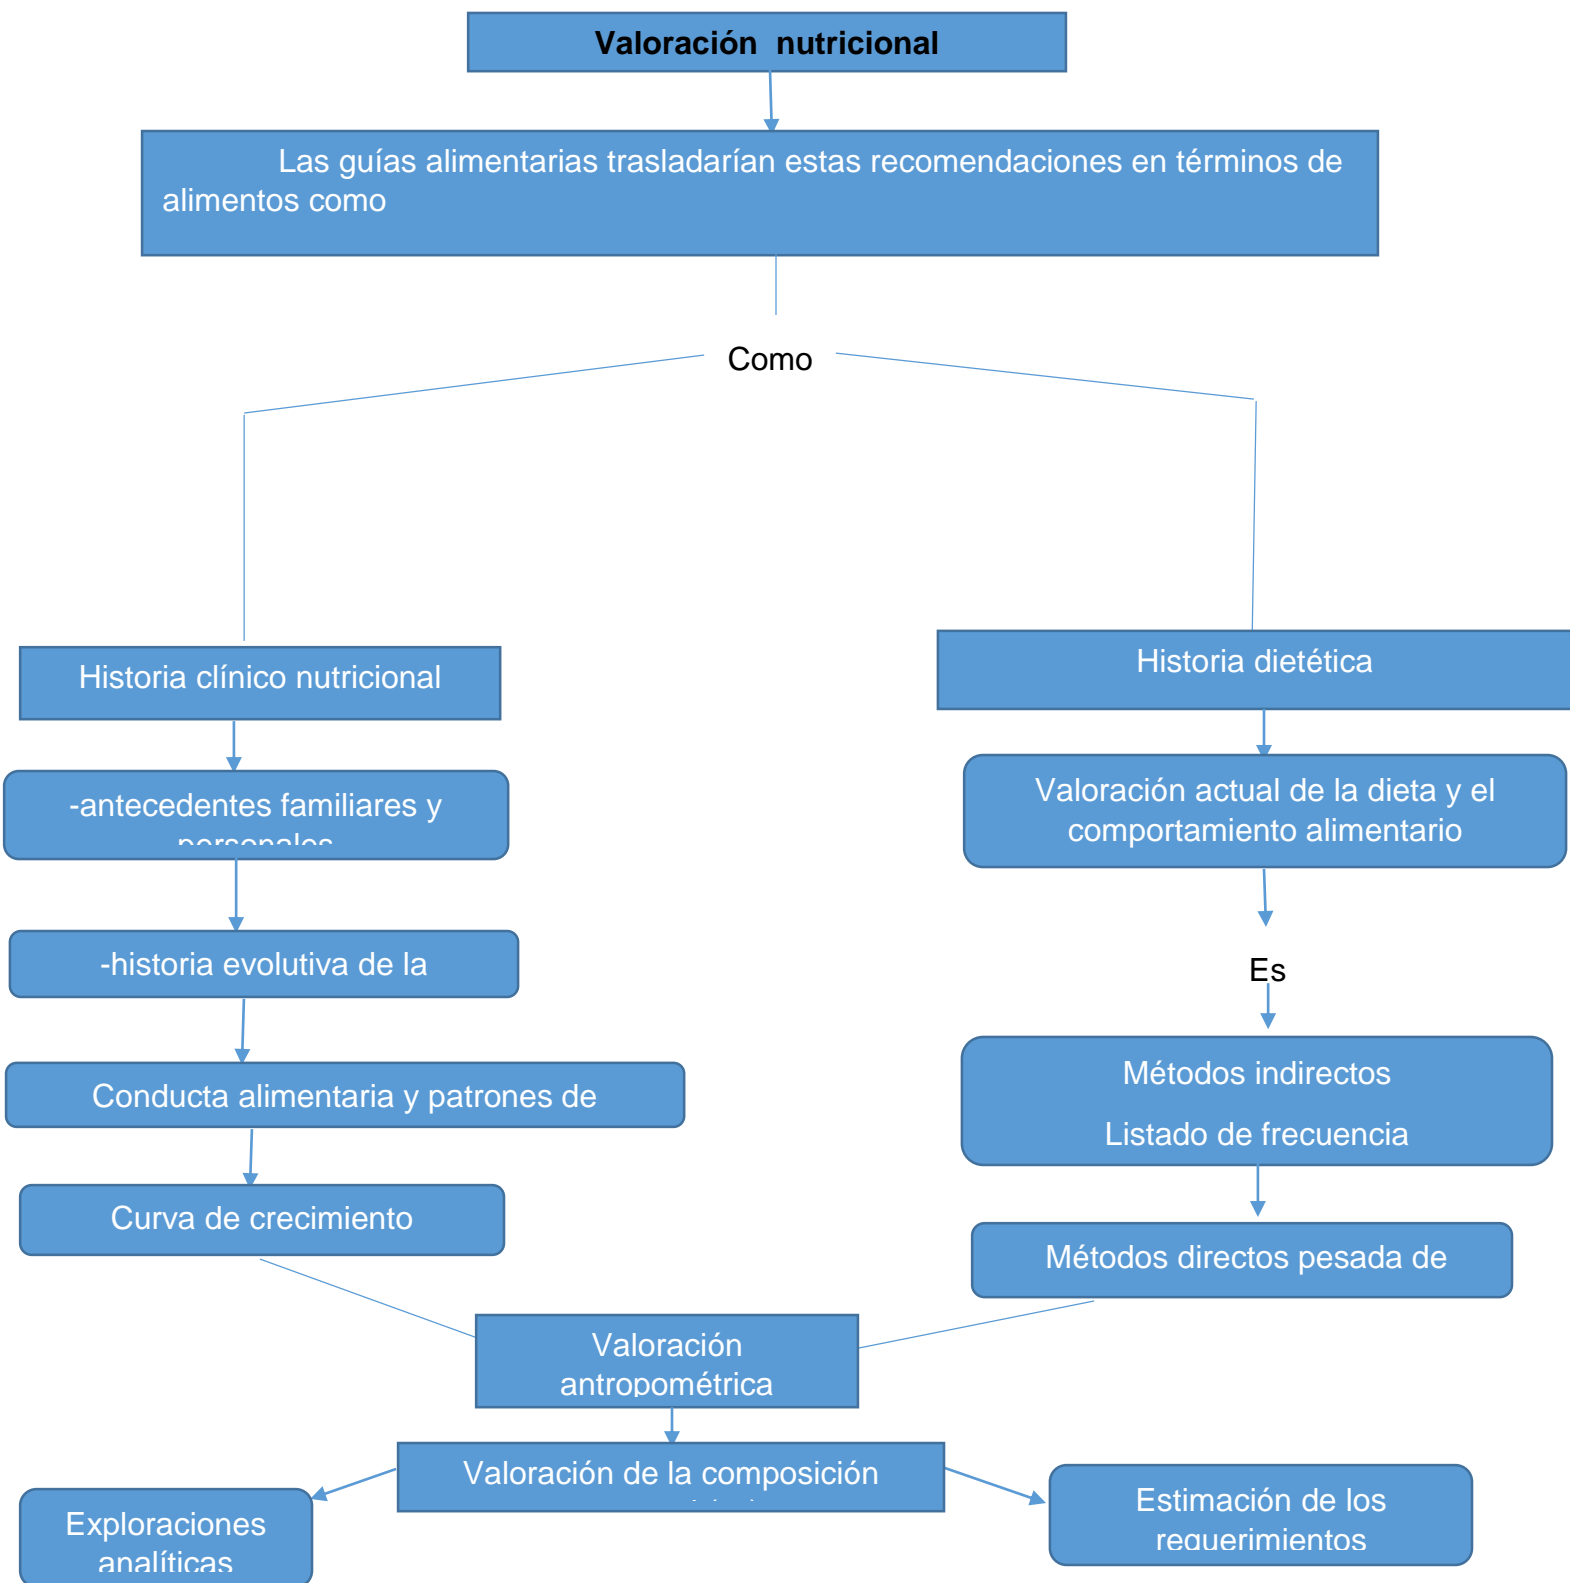 Valoración  nutricional
Las guías alimentarias trasladarían estas recomendaciones en términos de
alimentos como
Como
Historia clínico nutricional
-antecedentes familiares y
personales
-historia evolutiva de la
Conducta alimentaria y patrones de
Curva de crecimiento
Historia dietética
Valoración actual de la dieta y el
comportamiento alimentario
Es
Métodos indirectos
Listado de frecuencia
Métodos directos pesada de
Valoración
antropométrica
Valoración de la composición
Exploraciones
analíticas
Estimación de los
requerimientos